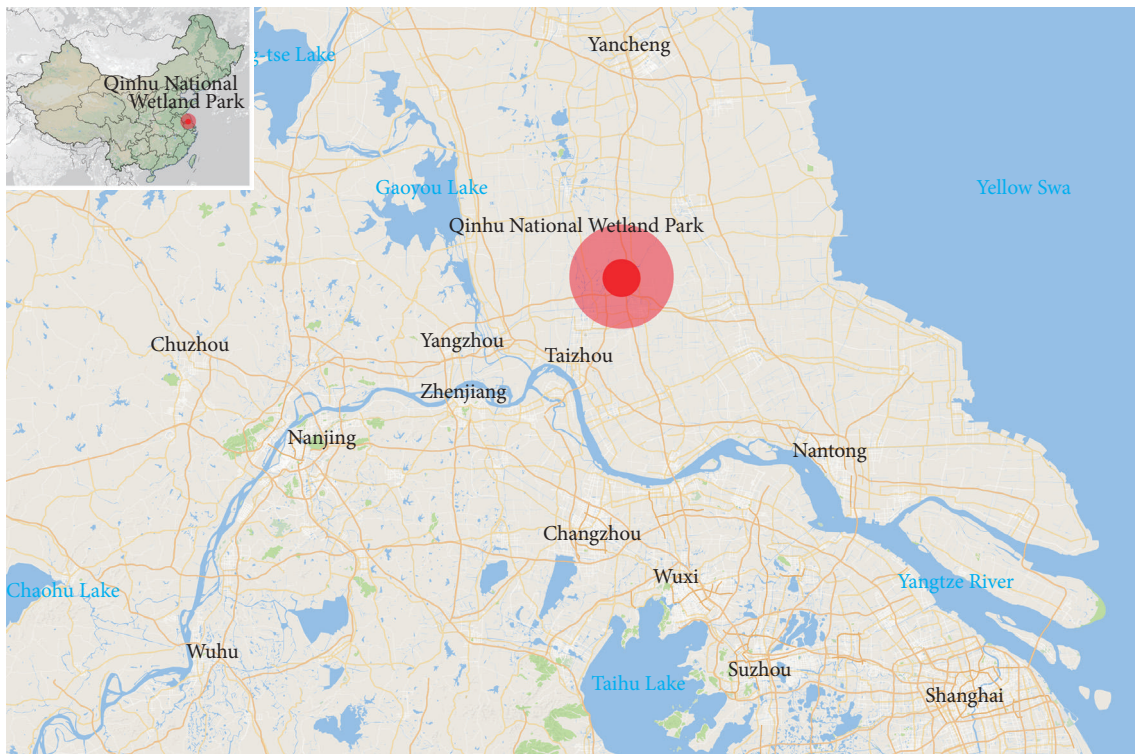 Yancheng
g-tse Lake
Qinhu National
Wetland Park
Gaoyou Lake
Yellow Swa
Qinhu National Wetland Park
Chuzhou
Yangzhou
Taizhou
Zhenjiang
Nanjing
Nantong
Changzhou
Wuxi
Yangtze River
Chaohu Lake
Wuhu
Suzhou
Taihu Lake
Shanghai